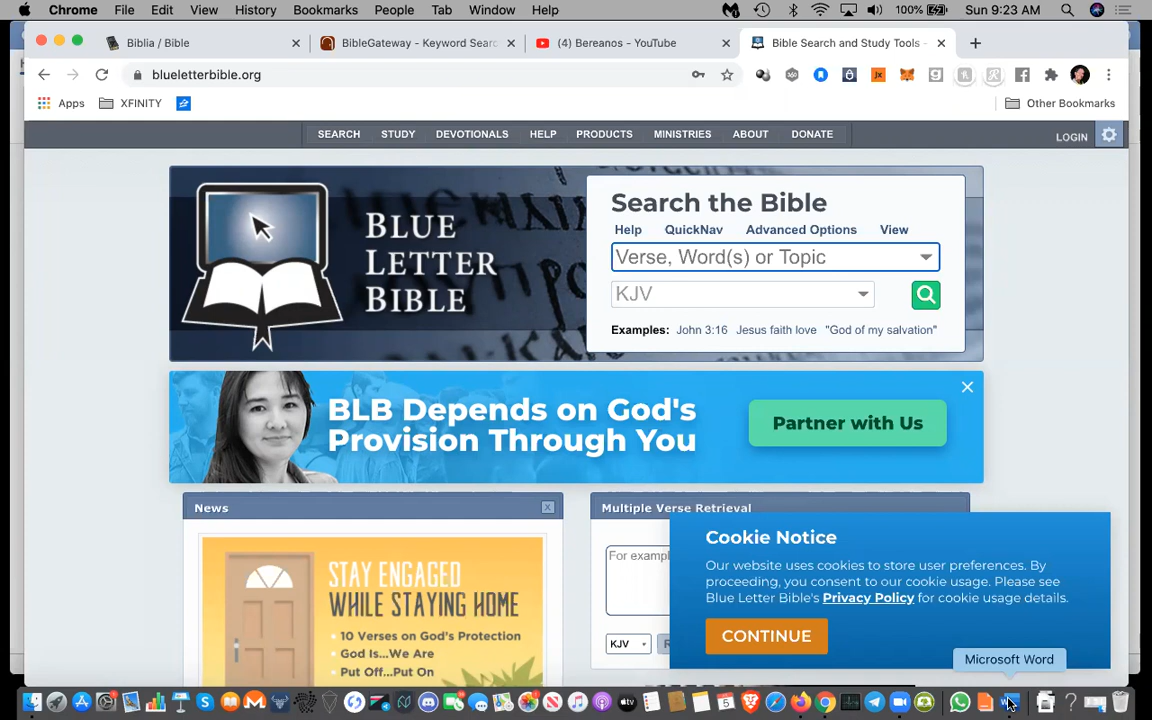 Chrome File Edit View History Bookmarks People Tab Window Help 100% Sun 9:23 AM
Biblia / Bible
BibleGateway - Keyword Searc
(4) Bereanos - YouTube
Bible Search and Study Tools -
blueletterbible.org
Apps XFINITY Other Bookmarks
SEARCH STUDY DEVOTIONALS HELP PRODUCTS MINISTRIES ABOUT DONATE LOGIN
BLUE
LETTER
BIBLE
Search the Bible
Help QuickNav Advanced Options View
Verse, Word(s) or Topic
KJV
Examples: John 3:16 Jesus faith love "God of my salvation"
BLB Depends on God's
Provision Through You
Partner with Us
News
Multiple Verse Retrieval
STAY ENGAGED
WHILE STAYING HOME
• 10 Verses on God's Protection
• God Is...We Are
• Put Off...Put On
For exampl
KJV
Cookie Notice
Our website uses cookies to store user preferences. By
proceeding, you consent to our cookie usage. Please see
Blue Letter Bible's Privacy Policy for cookie usage details.
CONTINUE
Microsoft Word